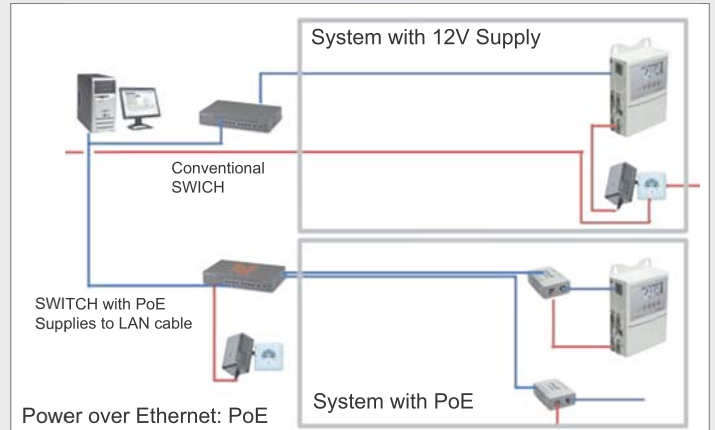 System with 12V Supply
Conventional
SWICH
SWITCH with PoE
Supplies to LAN cable
System with PoE
Power over Ethernet: PoE